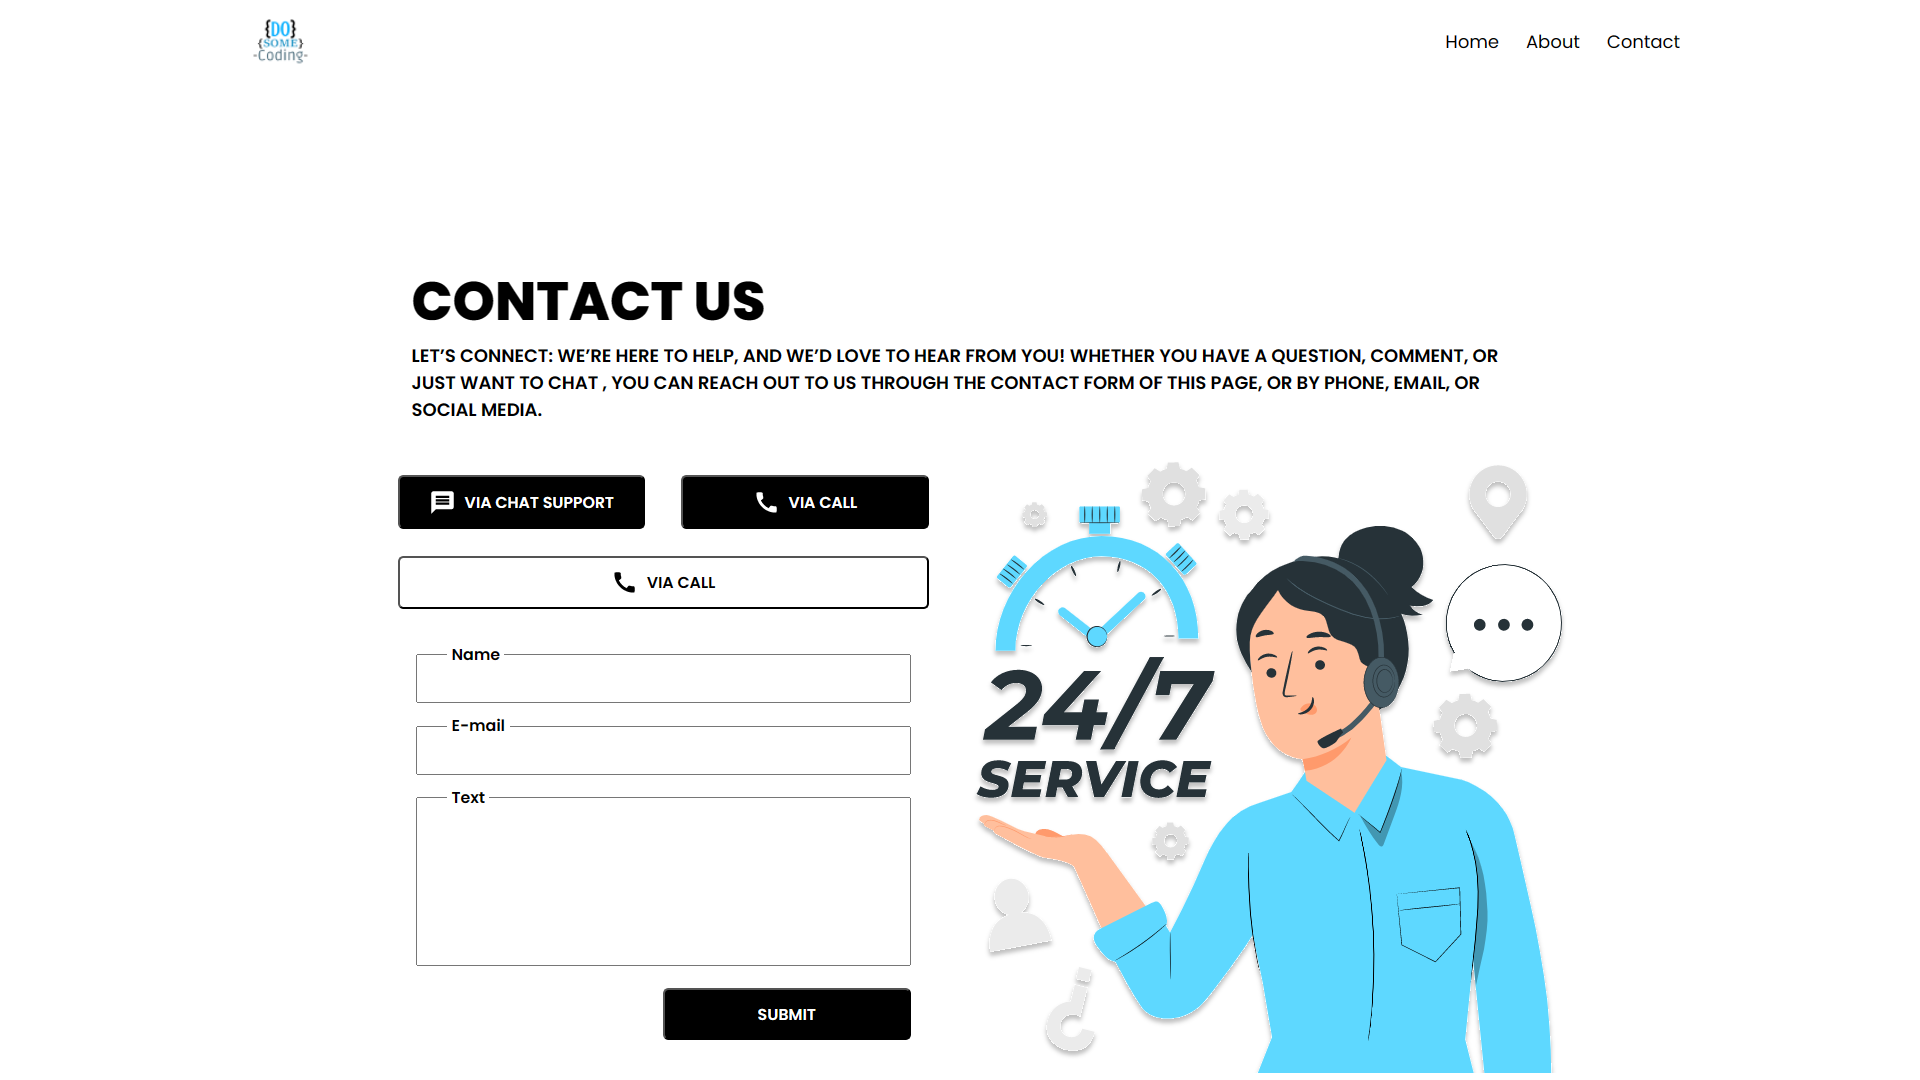 {DO}
{SOME}
-Coding-
Home About Contact
CONTACT US
LET’S CONNECT: WE’RE HERE TO HELP, AND WE’D LOVE TO HEAR FROM YOU! WHETHER YOU HAVE A QUESTION, COMMENT, OR
JUST WANT TO CHAT , YOU CAN REACH OUT TO US THROUGH THE CONTACT FORM OF THIS PAGE, OR BY PHONE, EMAIL, OR
SOCIAL MEDIA.
VIA CHAT SUPPORT
VIA CALL
VIA CALL
Name
E-mail
Text
SUBMIT
24/7
SERVICE